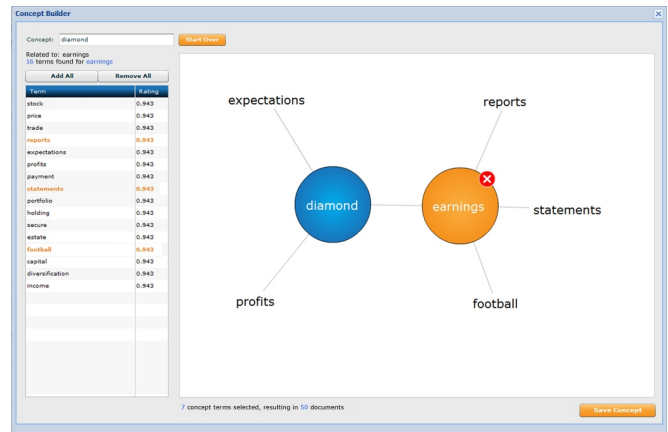 Concept Builder
Concept: diamond
Start Over
Related to: earnings
16 terms found for earnings
Add All Remove All
Term Rating
stock 0.943
price 0.943
trade 0.943
reports 0.943
expectations 0.943
profits 0.943
payment 0.943
statements 0.943
portfolio 0.943
holding 0.943
secure 0.943
estate 0.943
football 0.943
capital 0.943
diversification 0.943
income 0.943
expectations
reports
diamond
earnings
statements
profits
football
7 concept terms selected, resulting in 50 documents
Save Concept